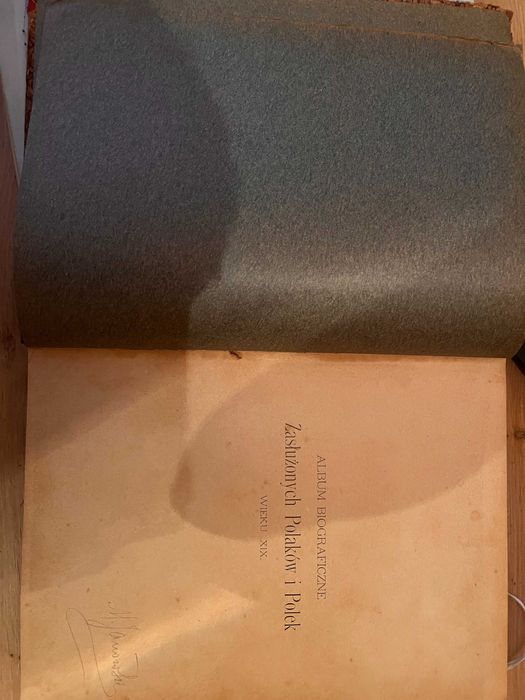 ALBUM BIOGRAFICZNE
Zasłużonych Polaków i Polek
WIEKU XIX.